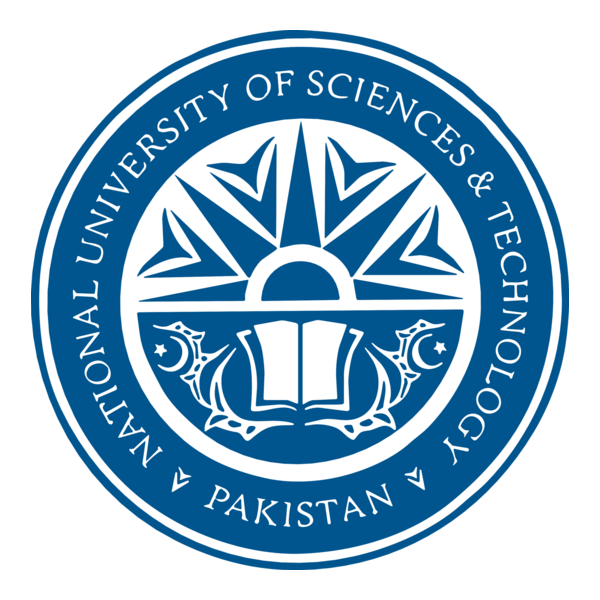 NATIONAL UNIVERSITY OF SCIENCES & TECHNOLOGY
PAKISTAN